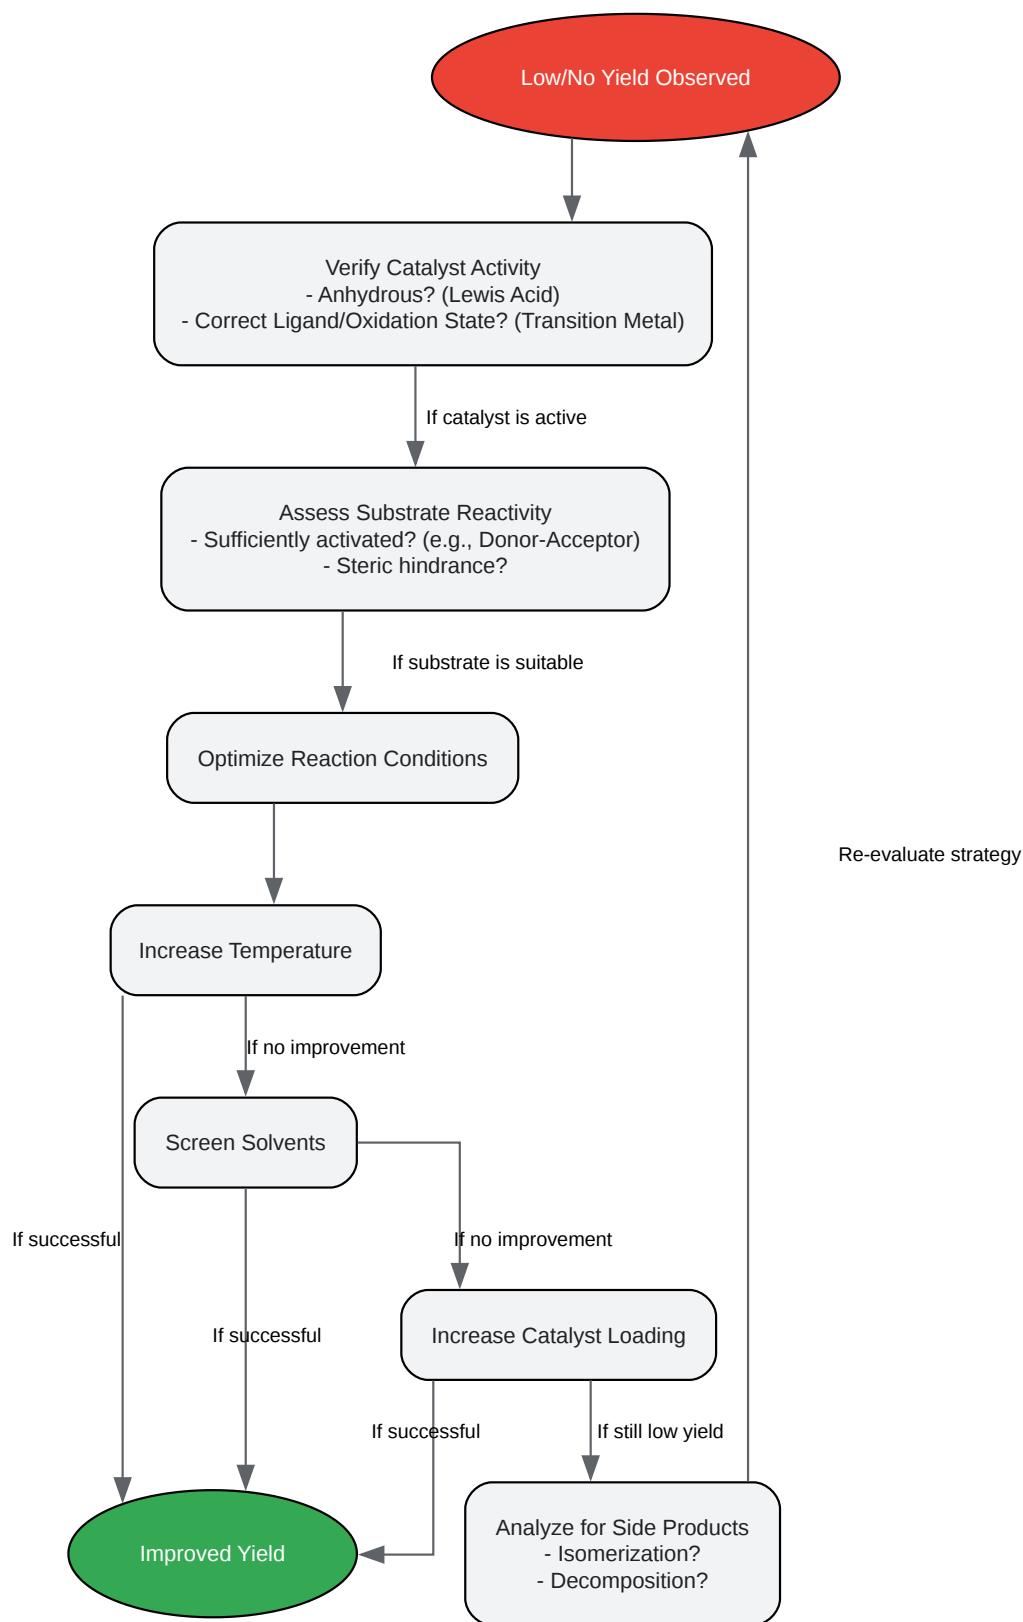 Low/No Yield Observed
Verify Catalyst Activity
- Anhydrous? (Lewis Acid)
- Correct Ligand/Oxidation State? (Transition Metal)
If catalyst is active
Assess Substrate Reactivity
- Sufficiently activated? (e.g., Donor-Acceptor)
- Steric hindrance?
If substrate is suitable
Optimize Reaction Conditions
Re-evaluate strategy
Increase Temperature
If no improvement
Screen Solvents
If successful
If no improvement
If successful
Increase Catalyst Loading
If successful
If still low yield
Improved Yield
Analyze for Side Products
- Isomerization?
- Decomposition?